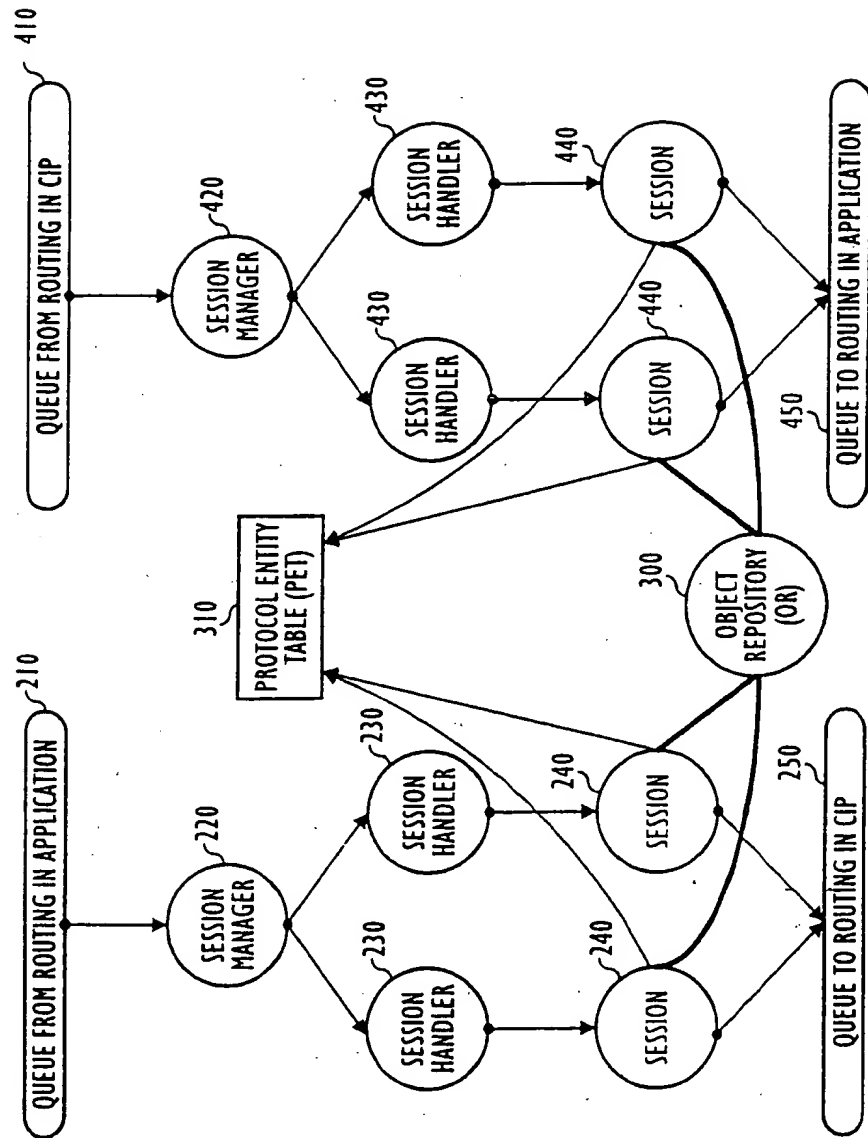 210
QUEUE FROM ROUTING IN APPLICATION
410
QUEUE FROM ROUTING IN CIP
220
SESSION
MANAGER
420
SESSION
MANAGER
310
PROTOCOL ENTITY
TABLE (PET)
230
SESSION
HANDLER
230
SESSION
HANDLER
430
SESSION
HANDLER
430
SESSION
HANDLER
240
SESSION
240
SESSION
440
SESSION
440
SESSION
300
OBJECT
REPOSITORY
(OR)
250
QUEUE TO ROUTING IN CIP
450
QUEUE TO ROUTING IN APPLICATION